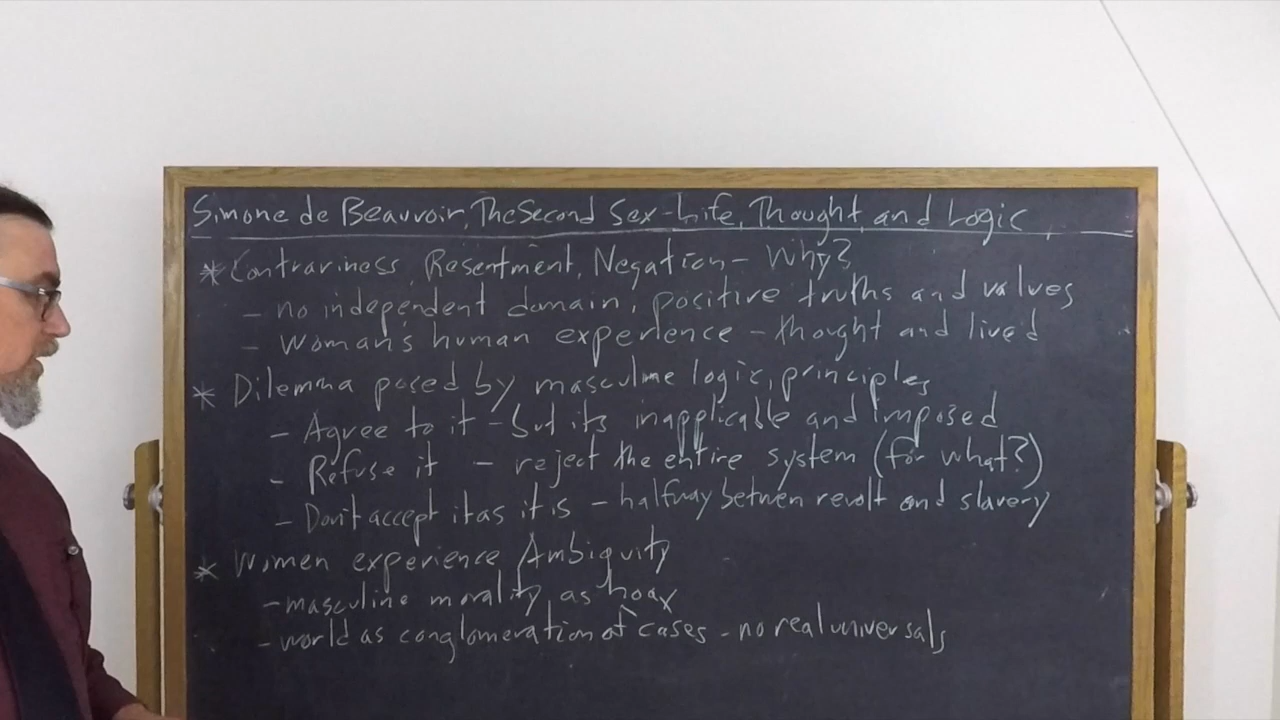 Simone de Beauvoir, The Second Sex - Life, Thought, and Logic
* Contrariness, Resentment, Negation - Why?
- no independent domain, positive truths and values
- woman's human experience - thought and lived
* Dilemma posed by masculine logic, principles
- Agree to it - but its inapplicable and imposed
- Refuse it - reject the entire system (for what?)
- Don't accept it as it is - halfway between revolt and slavery
* Women experience Ambiguity
- masculine morality as hoax
- world as conglomeration of cases - no real universals